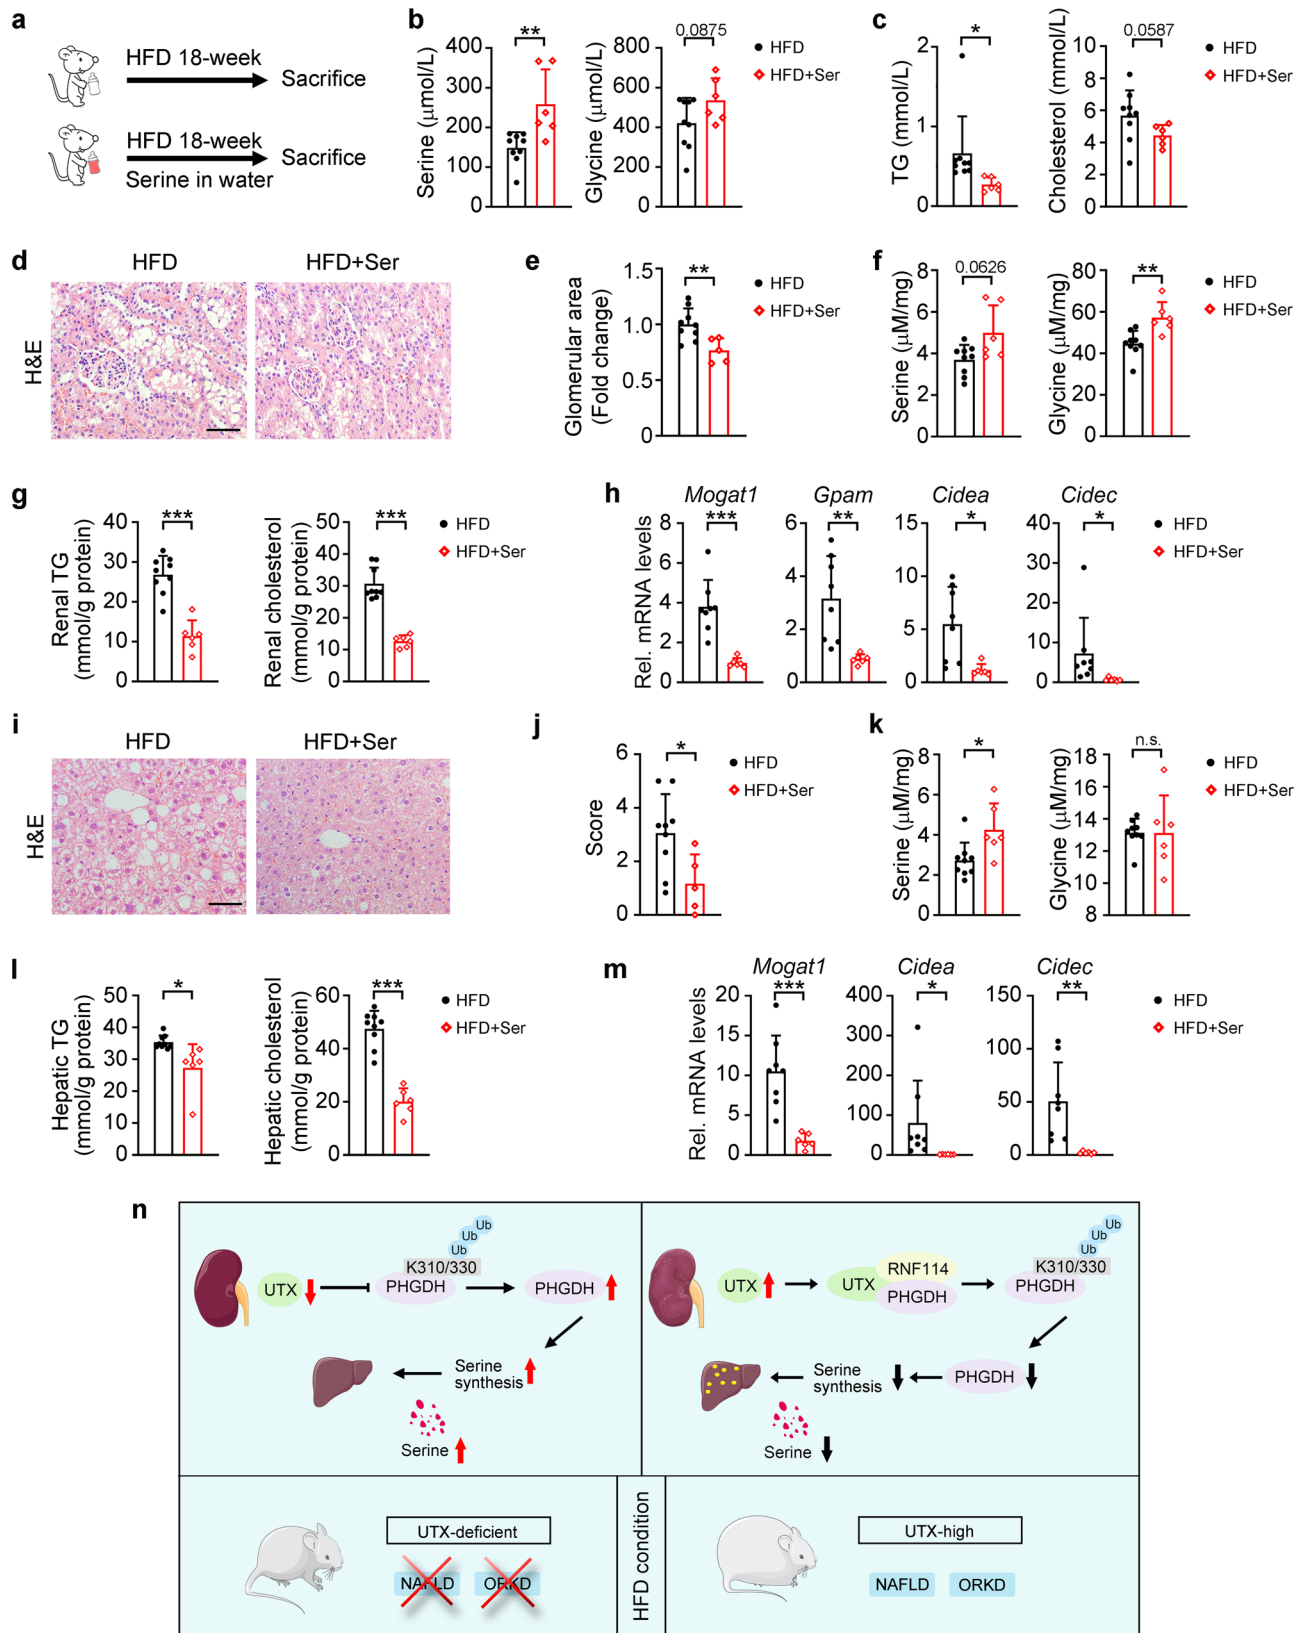 a
HFD 18-week
Sacrifice
HFD 18-week
Serine in water
Sacrifice
b
Serine (μmol/L)
400
300
200
100
0
**
Glycine (μmol/L)
800
600
400
200
0
0.0875
HFD
HFD+Ser
c
TG (mmol/L)
2
1
0
*
Cholesterol (mmol/L)
10
8
6
4
2
0
0.0587
HFD
HFD+Ser
d
HFD
HFD+Ser
H&E
e
Glomerular area
(Fold change)
1.5
1.0
0.5
0
**
HFD
HFD+Ser
f
Serine (μM/mg)
8
6
4
2
0
0.0626
Glycine (μM/mg)
80
60
40
20
0
**
HFD
HFD+Ser
g
Renal TG
(mmol/g protein)
40
30
20
10
0
***
Renal cholesterol
(mmol/g protein)
50
40
30
20
10
0
***
HFD
HFD+Ser
h
Rel. mRNA levels
Mogat1
8
6
4
2
0
***
Gpam
6
4
2
0
**
Cidea
15
10
5
0
*
Cidec
40
30
20
10
0
*
HFD
HFD+Ser
i
HFD
HFD+Ser
H&E
j
Score
6
4
2
0
*
HFD
HFD+Ser
k
Serine (μM/mg)
8
6
4
2
0
*
Glycine (μM/mg)
18
16
14
12
10
8
n.s.
HFD
HFD+Ser
l
Hepatic TG
(mmol/g protein)
50
40
30
20
10
0
*
Hepatic cholesterol
(mmol/g protein)
60
40
20
0
***
HFD
HFD+Ser
m
Rel. mRNA levels
Mogat1
20
15
10
5
0
***
Cidea
400
300
200
100
0
*
Cidec
150
100
50
0
**
HFD
HFD+Ser
n
Ub
Ub
Ub
K310/330
UTX
PHGDH
PHGDH
Serine
synthesis
Serine
Ub
Ub
Ub
RNF114
K310/330
UTX
UTX
PHGDH
PHGDH
Serine
synthesis
PHGDH
Serine
UTX-deficient
NAFLD
ORKD
HFD condition
UTX-high
NAFLD
ORKD